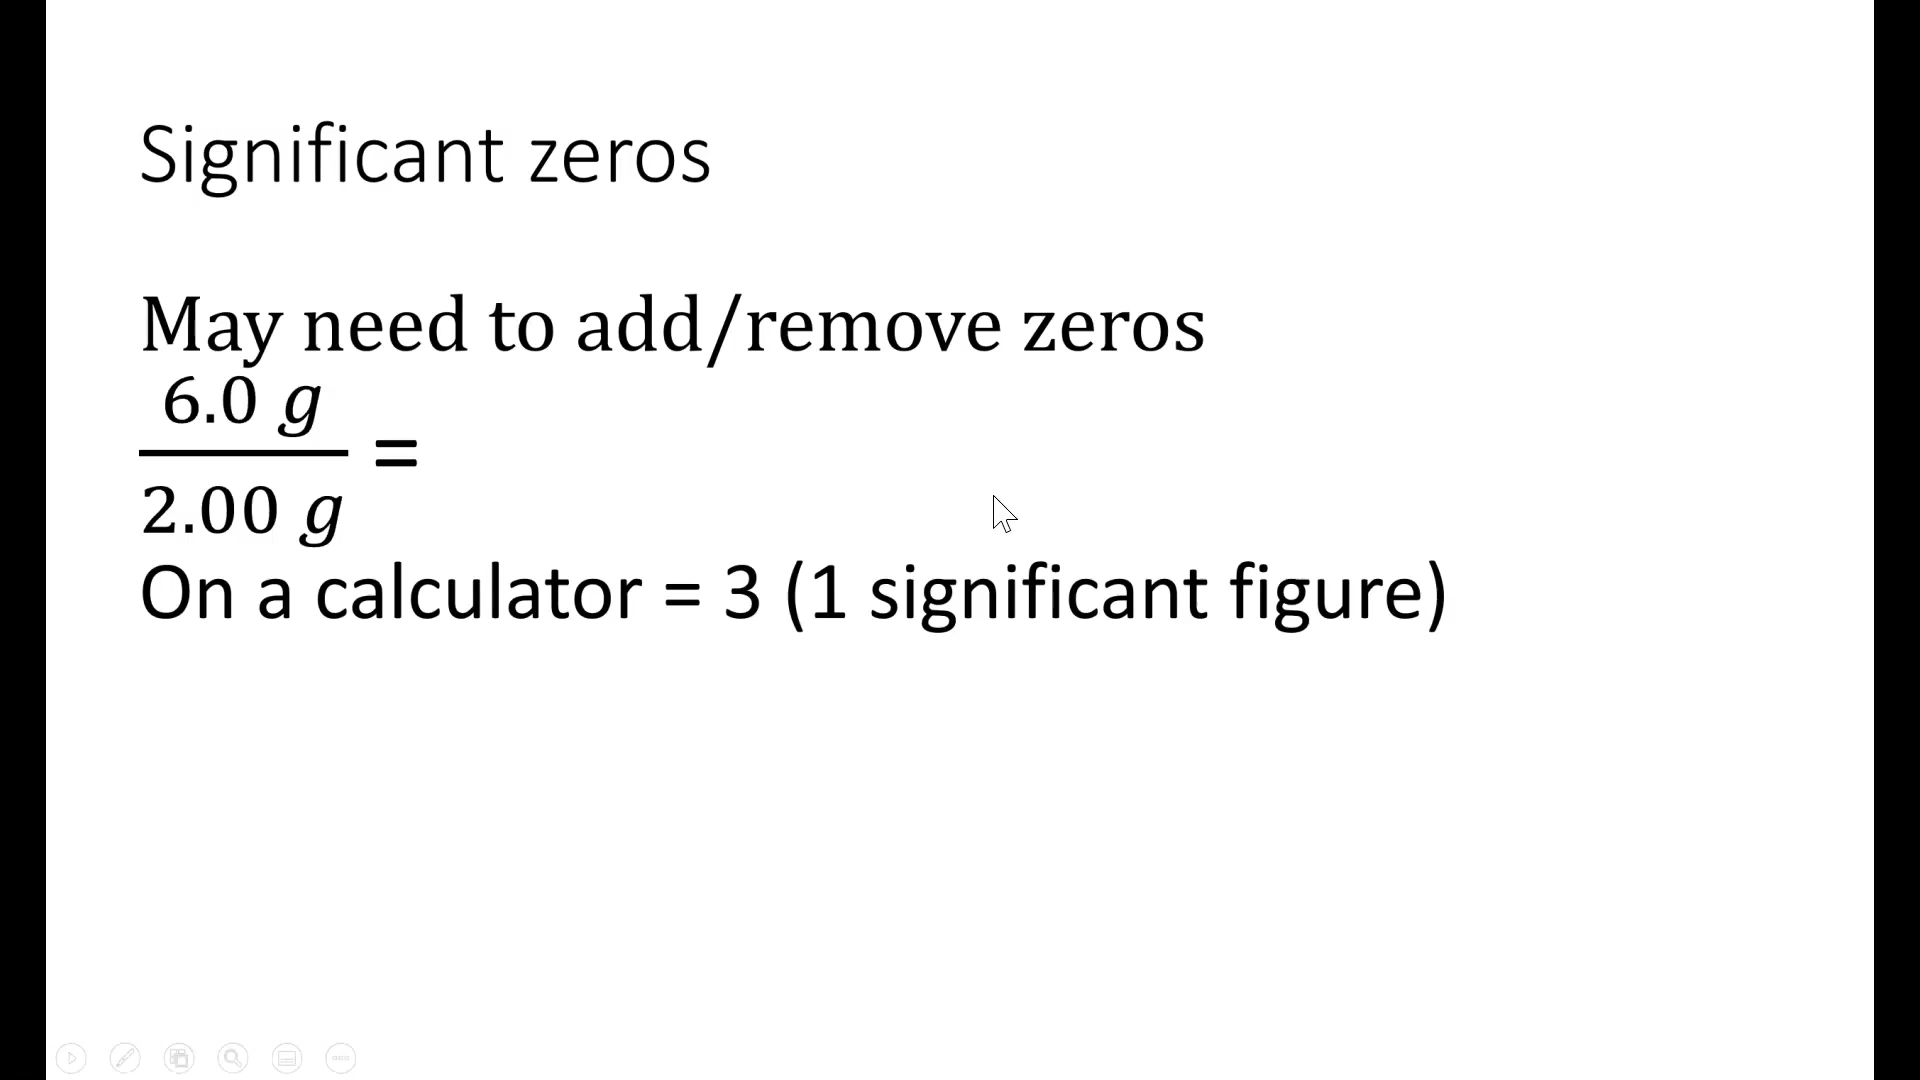 Significant zeros
May need to add/remove zeros
6.0 g
=
2.00 g
On a calculator = 3 (1 significant figure)